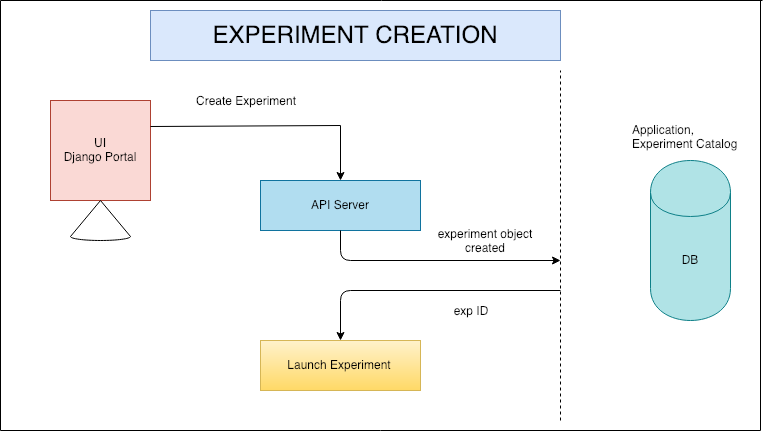 EXPERIMENT CREATION
Create Experiment
UI
Django Portal
Application,
Experiment Catalog
API Server
experiment object
created
DB
exp ID
Launch Experiment